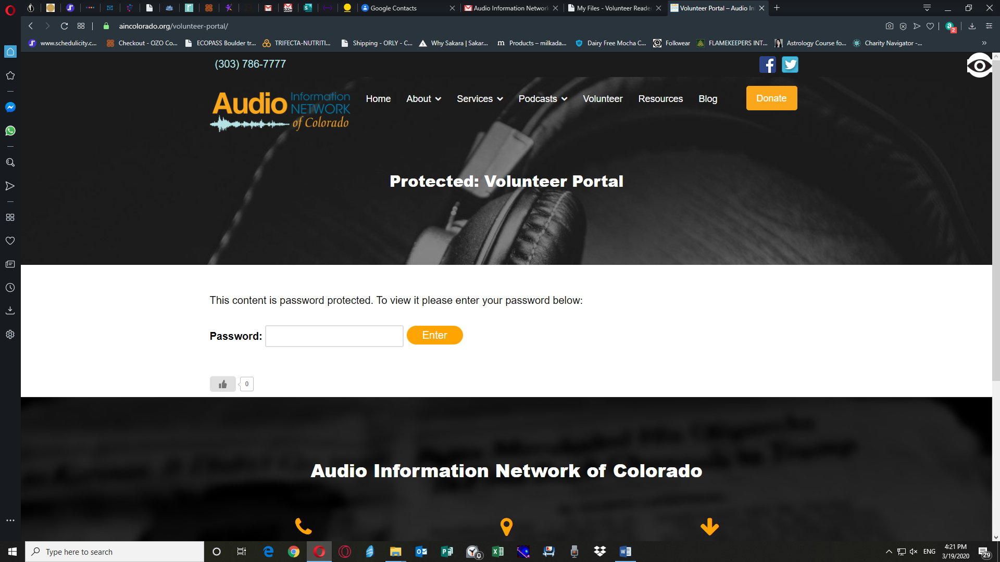 Google Contacts
Audio Information Network
My Files - Volunteer Reade
Volunteer Portal – Audio In
100+
aincolorado.org/volunteer-portal/
2
www.schedulicity.c...
Checkout - OZO Co...
ECOPASS Boulder tr...
TRIFECTA-NUTRITI...
Shipping - ORLY - C...
Why Sakara | Sakar...
Products – milkada...
Dairy Free Mocha C...
Folkwear
FLAMEKEEPERS INT...
Astrology Course fo...
Charity Navigator -...
(303) 786-7777
Audio Information NETWORK of Colorado
Home
About
Services
Podcasts
Volunteer
Resources
Blog
Donate
Protected: Volunteer Portal
This content is password protected. To view it please enter your password below:
Password:
Enter
0
Audio Information Network of Colorado
Type here to search
ENG
4:21 PM
3/19/2020
29